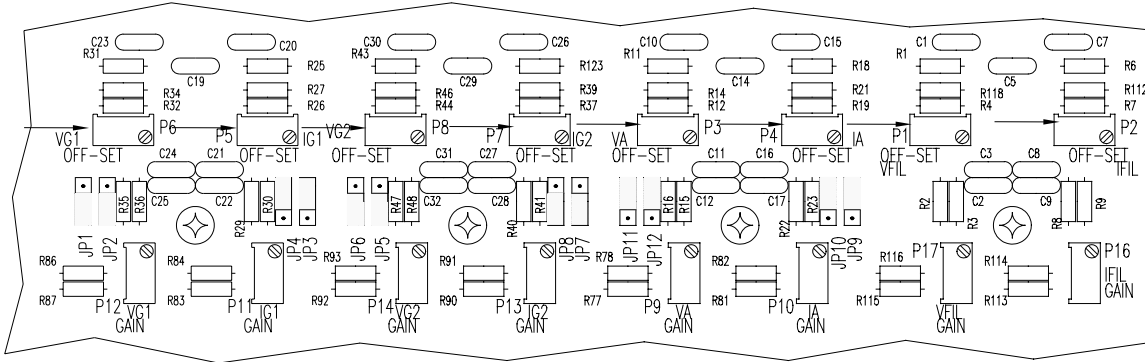 C23 C20 C30 C26 C10 C15 C1 C7
R31 R25 R43 R123 R11 R18 R1 R6
C19 C29 C14 C5
R34 R27 R46 R39 R14 R21 R118 R112
R32 R26 R44 R37 R12 R19 R4 R7
VG1 P6 P5 IG1 VG2 P8 P7 IG2 VA P3 P4 IA P1 P2
OFF-SET OFF-SET OFF-SET OFF-SET OFF-SET OFF-SET OFF-SET OFF-SET
VFIL IFIL
C24 C21 C31 C27 C11 C16 C3 C8
C25 C22 C32 C28 C12 C17 C2 C9
R35 R36 R29 R30 R47 R48 R40 R41 R16 R15 R22 R23 R2 R3 R8 R9
JP1 JP2 JP4 JP3 JP6 JP5 JP8 JP7 JP11 JP12 JP10 JP9
R86 R84 R93 R91 R78 R82 R116 P17 R114 P16
R87 R83 R92 R90 R77 R81 R115 R113
IFIL
GAIN
P12 P11 P14 P13 P9 P10
VG1 IG1 VG2 IG2 VA IA VFIL
GAIN GAIN GAIN GAIN GAIN GAIN GAIN